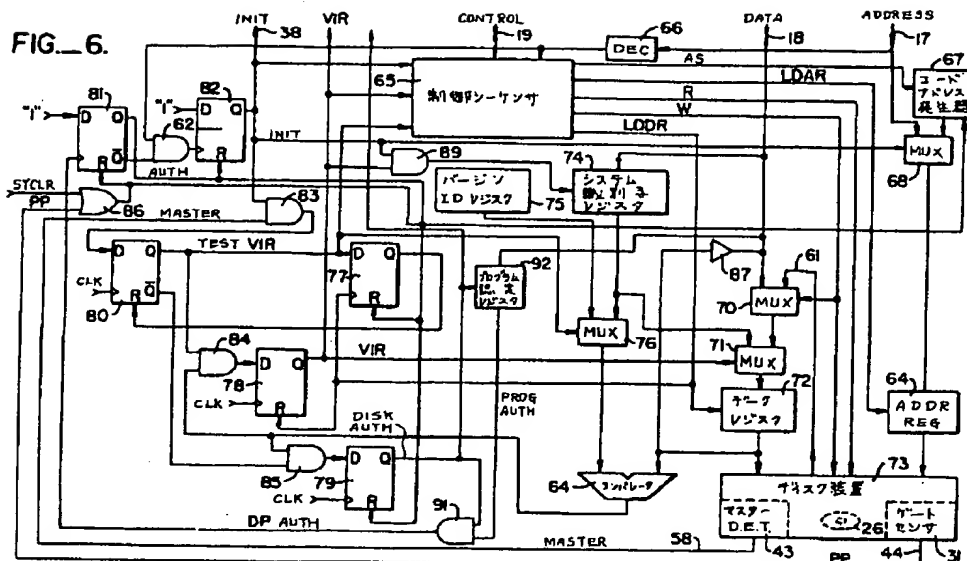 FIG._6.
INIT
38
VIR
CONTROL
19
DEC
66
DATA
18
ADDRESS
17
AS
67
コードアドレス発生器
LDAR
R
W
LDDR
65
制御シーケンサ
81
"1"
D Q
Q̅
R
62
82
"1"
D Q
R
INIT
AUTH
SYCLR
PP
86
MASTER
83
89
74
システム識別子レジスタ
バージン
IDレジスタ
75
MUX
68
TEST VIR
D Q
Q̅
R
CLK
80
D Q
R
77
92
プログラム認定レジスタ
87
61
70
MUX
MUX
76
71
MUX
84
VIR
D Q
R
78
CLK
72
データ
レジスタ
64
ADDR
REG
PROG
AUTH
DISK
AUTH
85
D Q
R
79
CLK
64
コンパレータ
73
ディスク装置
マスター
D.E.T.
26
ゲート
センサ
DP AUTH
91
MASTER
58
43
PP
44
31